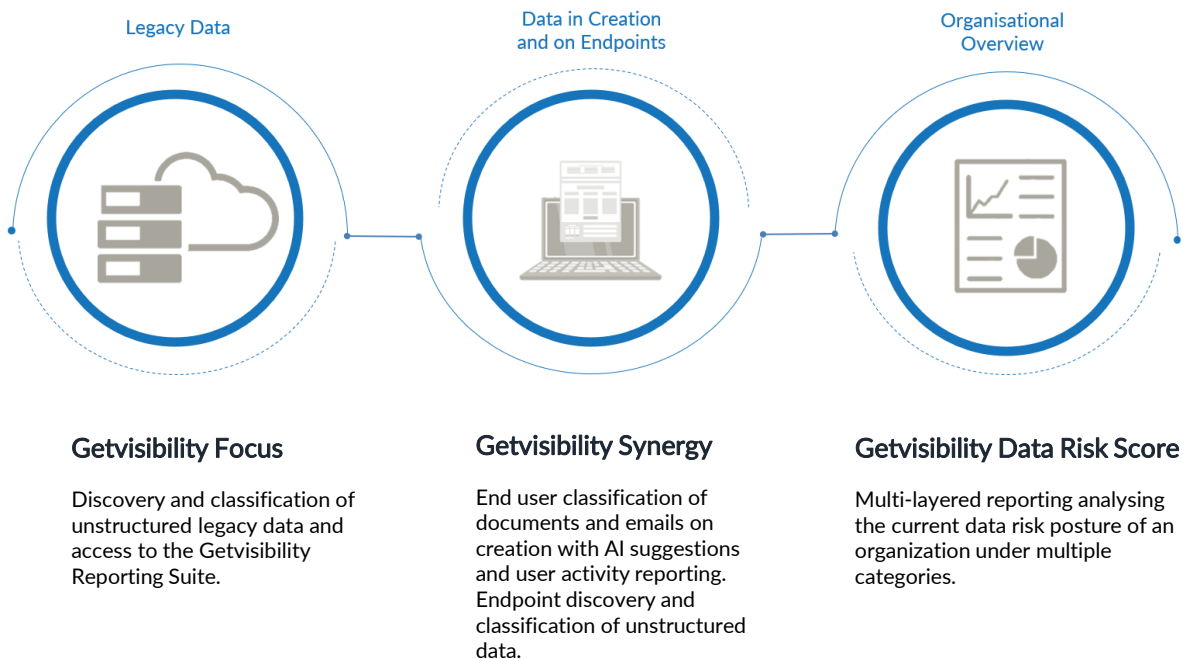 Legacy Data
Data in Creation
and on Endpoints
Organisational
Overview
Getvisibility Focus
Discovery and classification of
unstructured legacy data and
access to the Getvisibility
Reporting Suite.
Getvisibility Synergy
End user classification of
documents and emails on
creation with AI suggestions
and user activity reporting.
Endpoint discovery and
classification of unstructured
data.
Getvisibility Data Risk Score
Multi-layered reporting analysing
the current data risk posture of an
organization under multiple
categories.